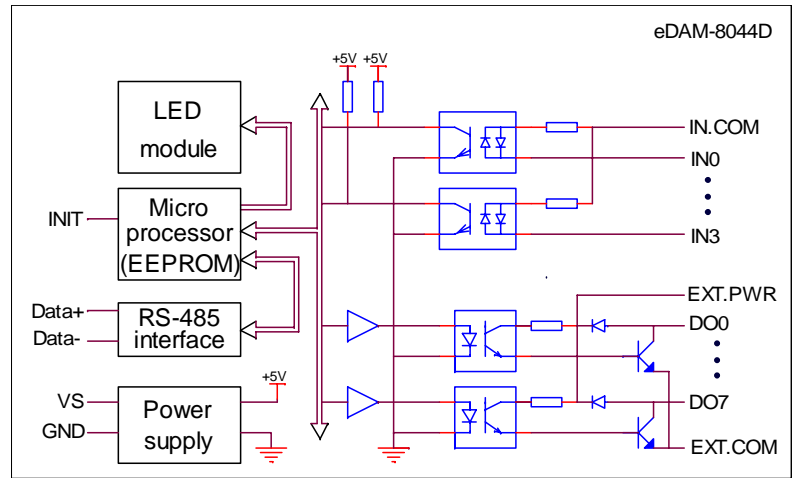 eDAM-8044D
+5V +5V
LED
module
IN.COM
IN0
INIT
Micro
processor
(EEPROM)
IN3
EXT.PWR
Data+
Data-
RS-485
interface
DO0
+5V
VS
GND
Power
supply
DO7
EXT.COM